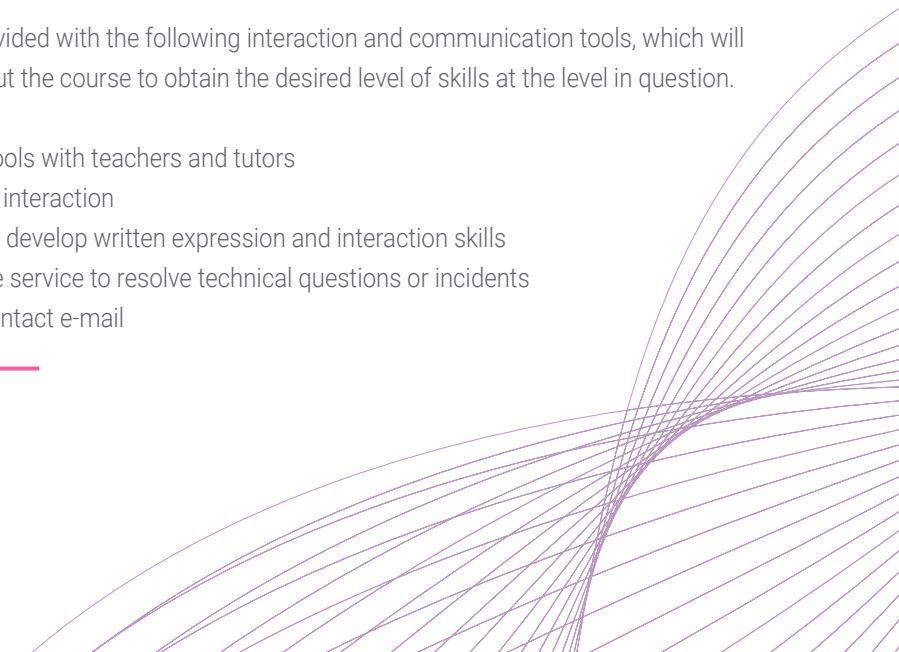 vided with the following interaction and communication tools, which will
ut the course to obtain the desired level of skills at the level in question.
ools with teachers and tutors
interaction
develop written expression and interaction skills
e service to resolve technical questions or incidents
ntact e-mail